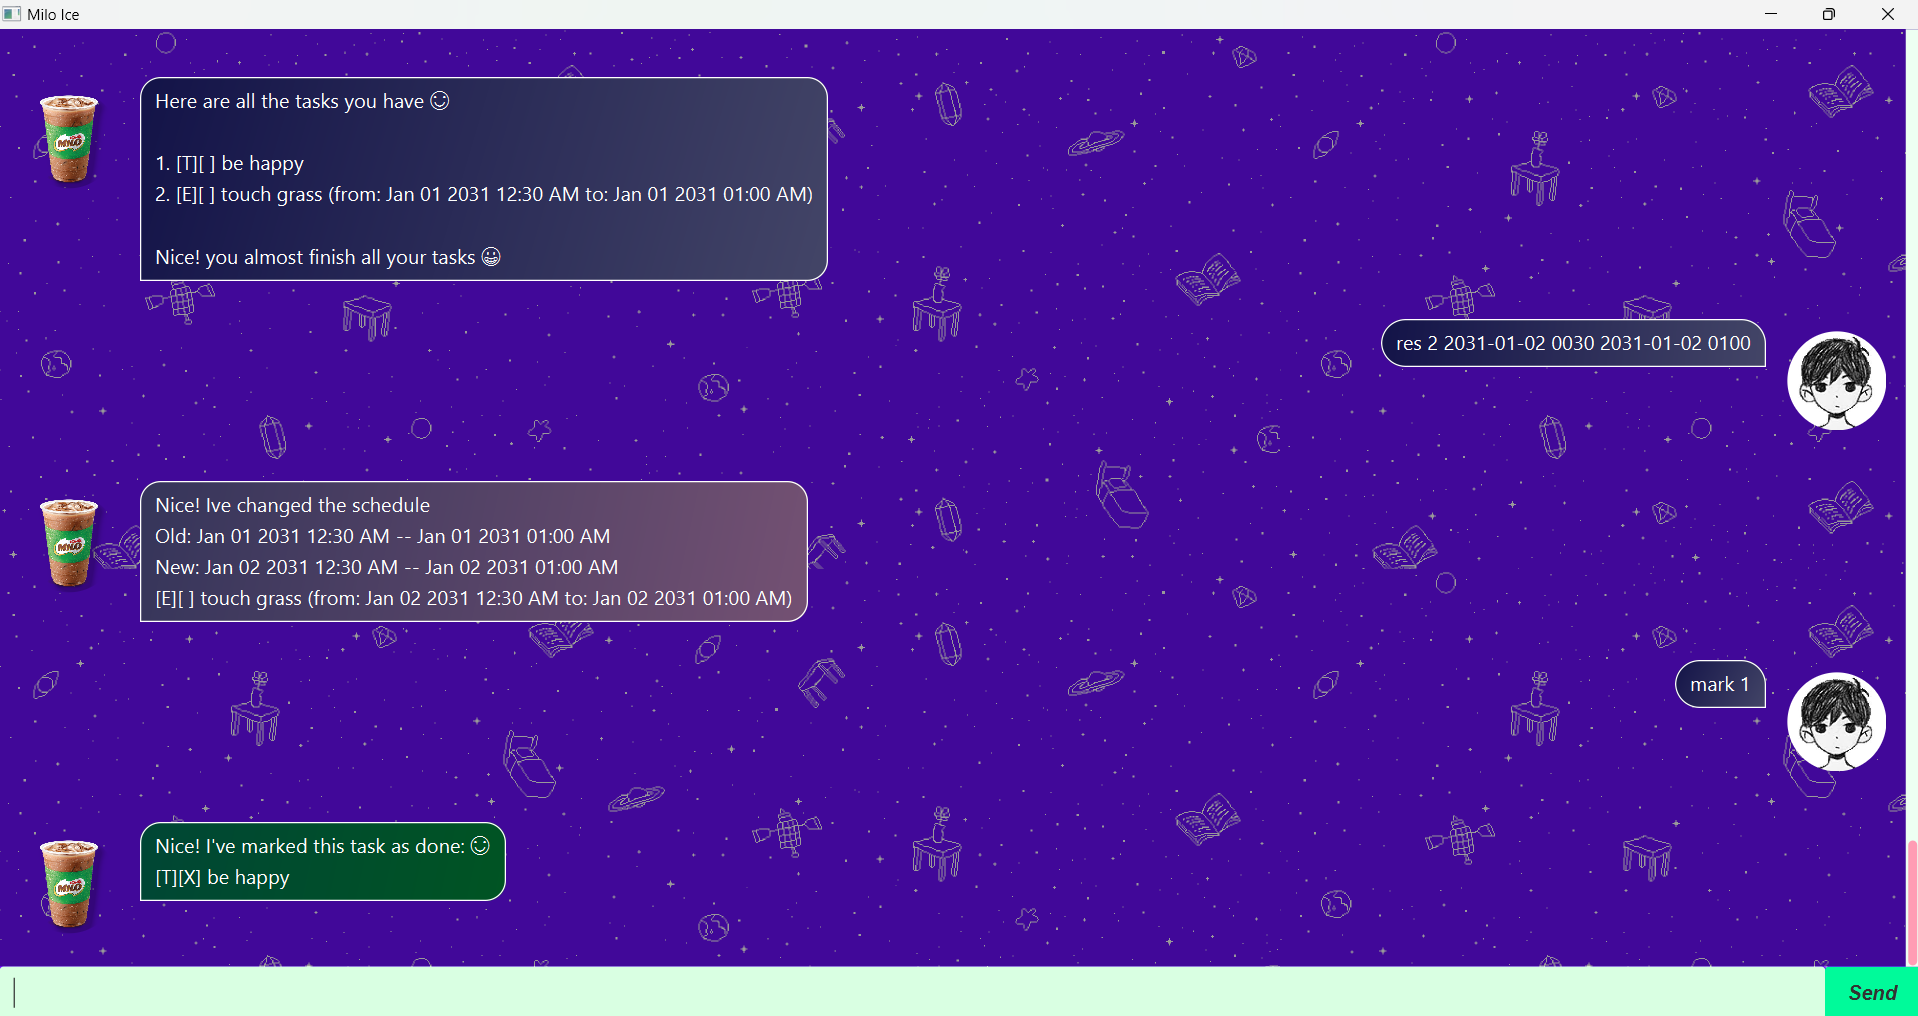 Milo Ice
Here are all the tasks you have ☺
1. [T][ ] be happy
2. [E][ ] touch grass (from: Jan 01 2031 12:30 AM to: Jan 01 2031 01:00 AM)
Nice! you almost finish all your tasks 😀
res 2 2031-01-02 0030 2031-01-02 0100
MILO
Nice! Ive changed the schedule
Old: Jan 01 2031 12:30 AM -- Jan 01 2031 01:00 AM
New: Jan 02 2031 12:30 AM -- Jan 02 2031 01:00 AM
[E][ ] touch grass (from: Jan 02 2031 12:30 AM to: Jan 02 2031 01:00 AM)
MILO
mark 1
Nice! I've marked this task as done: ☺
[T][X] be happy
MILO
Send